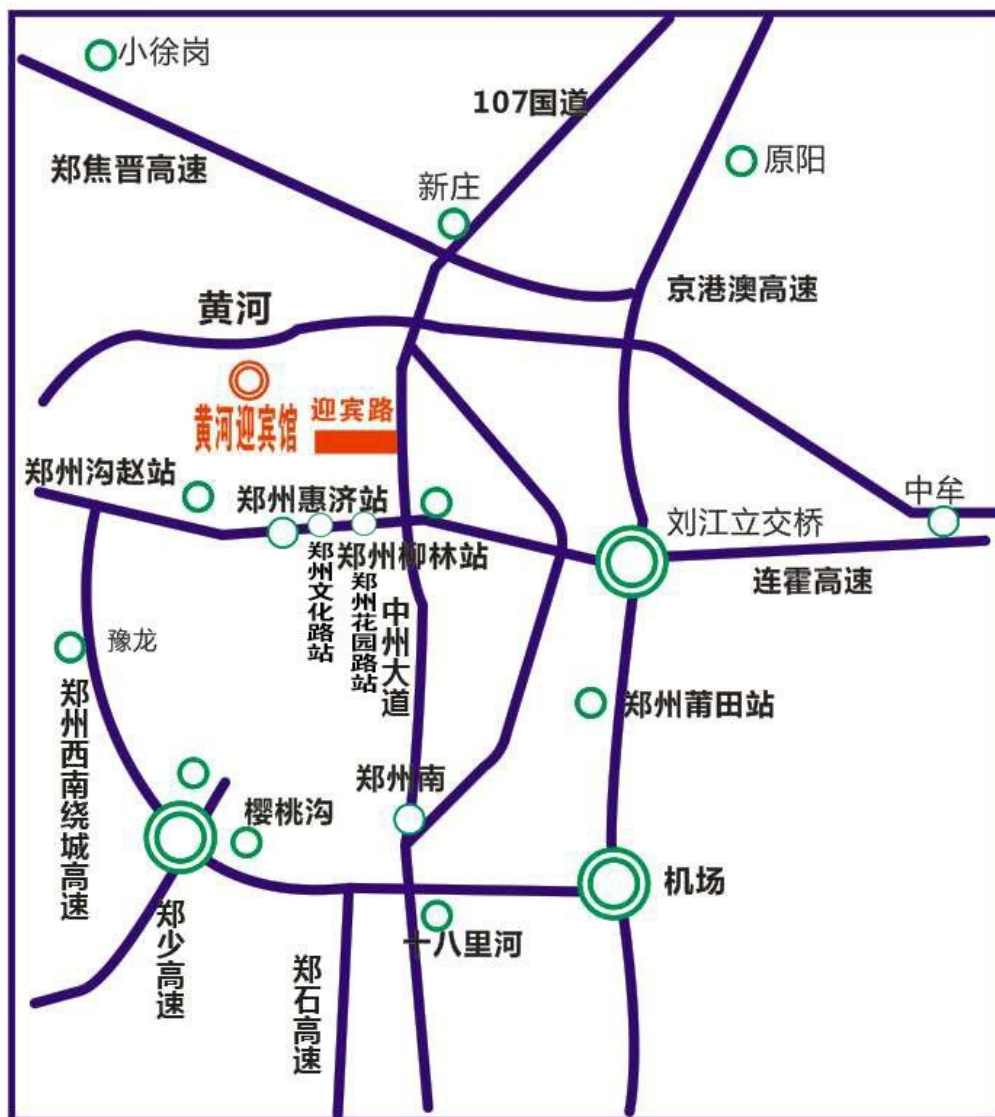 小徐岗
107国道
原阳
郑焦晋高速
新庄
京港澳高速
黄河
迎宾路
黄河迎宾馆
郑州沟赵站
郑州惠济站
中牟
刘江立交桥
郑州柳林站
连霍高速
郑州文化路站
郑州花园路站
中州大道
豫龙
郑州西南绕城高速
郑州莆田站
郑州南
樱桃沟
机场
郑少高速
十八里河
郑石高速